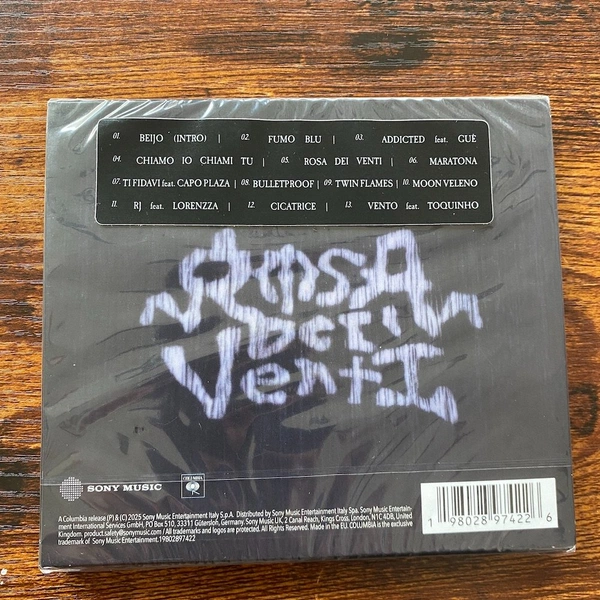 01. BEIJO (INTRO) | 02. FUMO BLU | 03. ADDICTED feat. GUÈ
04. CHIAMO IO CHIAMI TU | 05. ROSA DEI VENTI | 06. MARATONA
07. TI FIDAVI feat. CAPO PLAZA | 08. BULLETPROOF | 09. TWIN FLAMES | 10. MOON VELENO
11. RJ feat. LORENZZA | 12. CICATRICE | 13. VENTO feat. TOQUINHO
rosA
Dei
VentI
SONY MUSIC
COLUMBIA
A Columbia release (P) & (C) 2025 Sony Music Entertainment Italy S.p.A. Distributed by Sony Music Entertainment Italy Spa. Sony Music Entertain-
ment International Services GmbH, PO Box 510, 33311 Gütersloh, Germany. Sony Music UK, 2 Canal Reach, Kings Cross, London, N1C 4DB, United
Kingdom. product.safety@sonymusic.com / All trademarks and logos are protected. All Rights Reserved. Made in the EU. COLUMBIA is the exclusive
trademark of Sony Music Entertainment. 19802897422
1 98028 97422 6